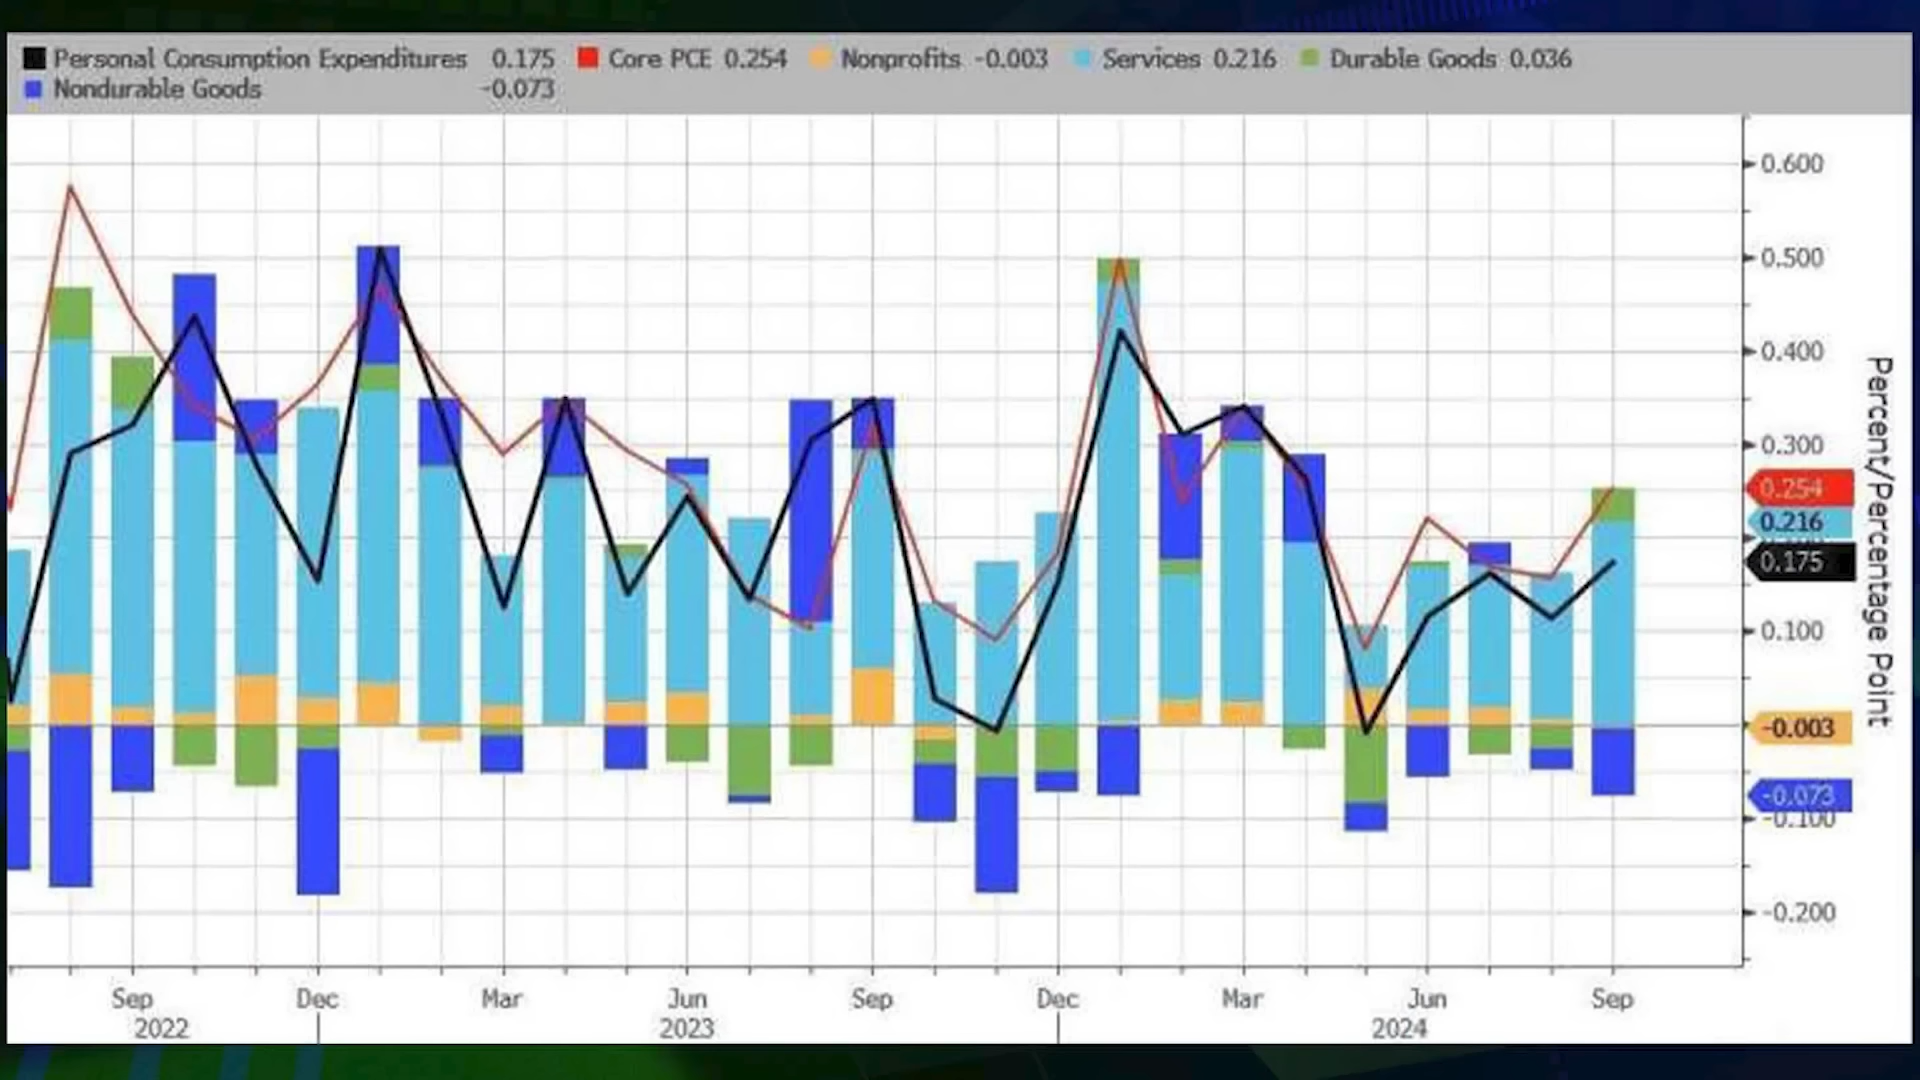 Personal Consumption Expenditures 0.175 Core PCE 0.254 Nonprofits -0.003 Services 0.216 Durable Goods 0.036
Nondurable Goods -0.073
0.600
0.500
0.400
0.300
0.254
0.216
0.175
0.100
-0.003
-0.073
-0.100
-0.200
Percent/Percentage Point
Sep Dec Mar Jun Sep Dec Mar Jun Sep
2022 2023 2024